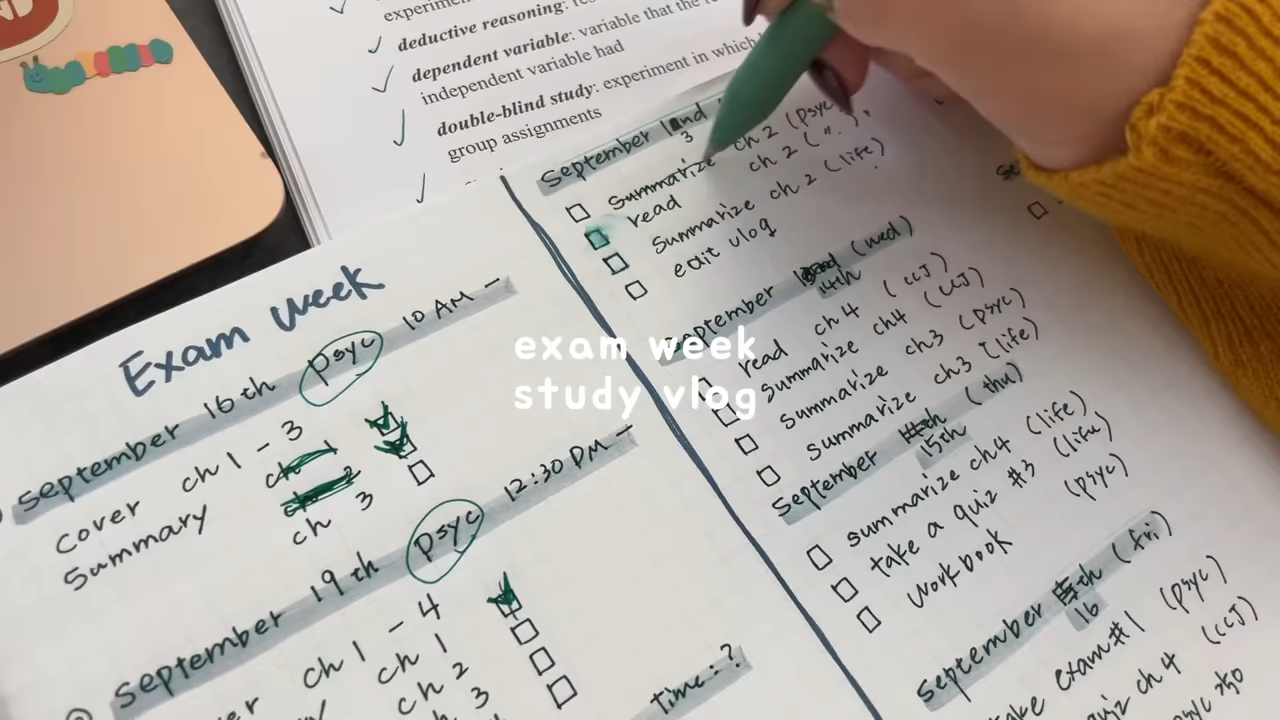 experim
deductive reasoning: res
dependent variable: variable that the re
independent variable had
double-blind study: experiment in which
group assignments
Exam week
September 16th psyc 10 AM -
cover ch 1 - 3
Summary ch 1
ch 2
ch 3
September 19th psyc 12:30 PM -
ch 1 - 4
ch 1
ch 2
3
Time:?
September 13
Summarize ch 2 (psyc)
read ch 2 (".)
Summarize ch 2 (life)
edit vlog
September 14th (wed)
read ch 4 (CCJ)
summarize ch4 (CCJ)
summarize ch3 (psyc)
summarize ch3 (life)
September 15th (thu)
summarize ch4 (life)
take a quiz #3 (life)
workbook (psyc)
September 16 (fri)
take exam#1 (psyc)
quiz ch 4 (CCJ)
psyc 290
exam week
study vlog